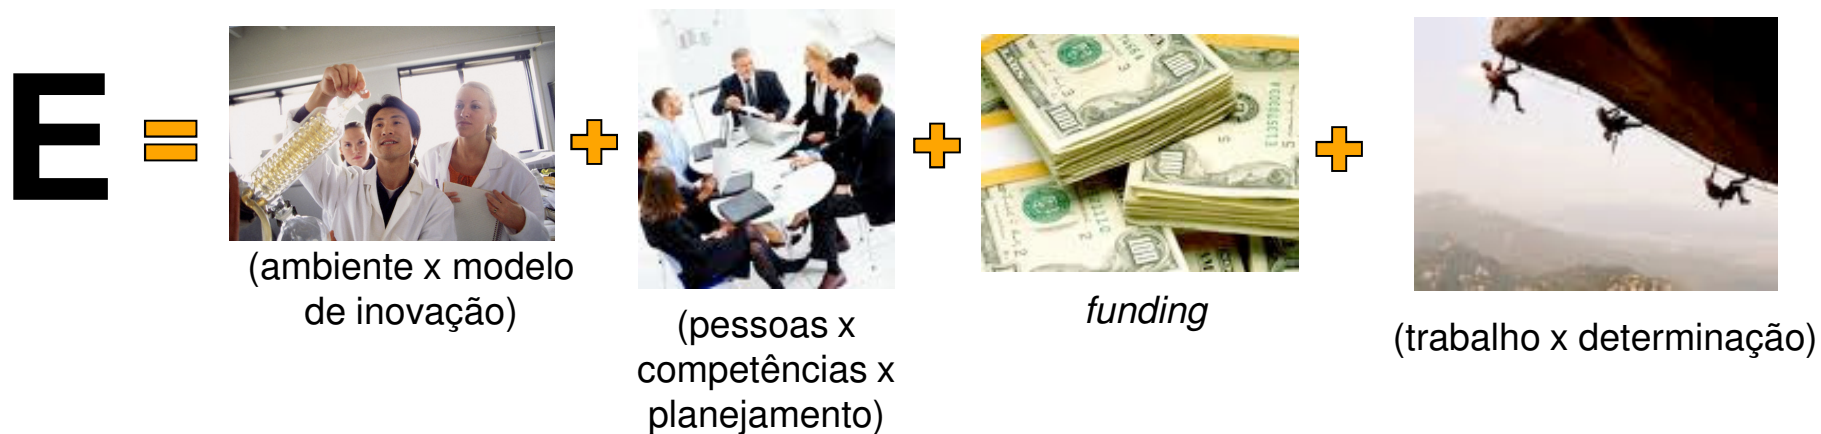 E
(ambiente x modelo
de inovação)
(pessoas x
competências x
planejamento)
funding
(trabalho x determinação)